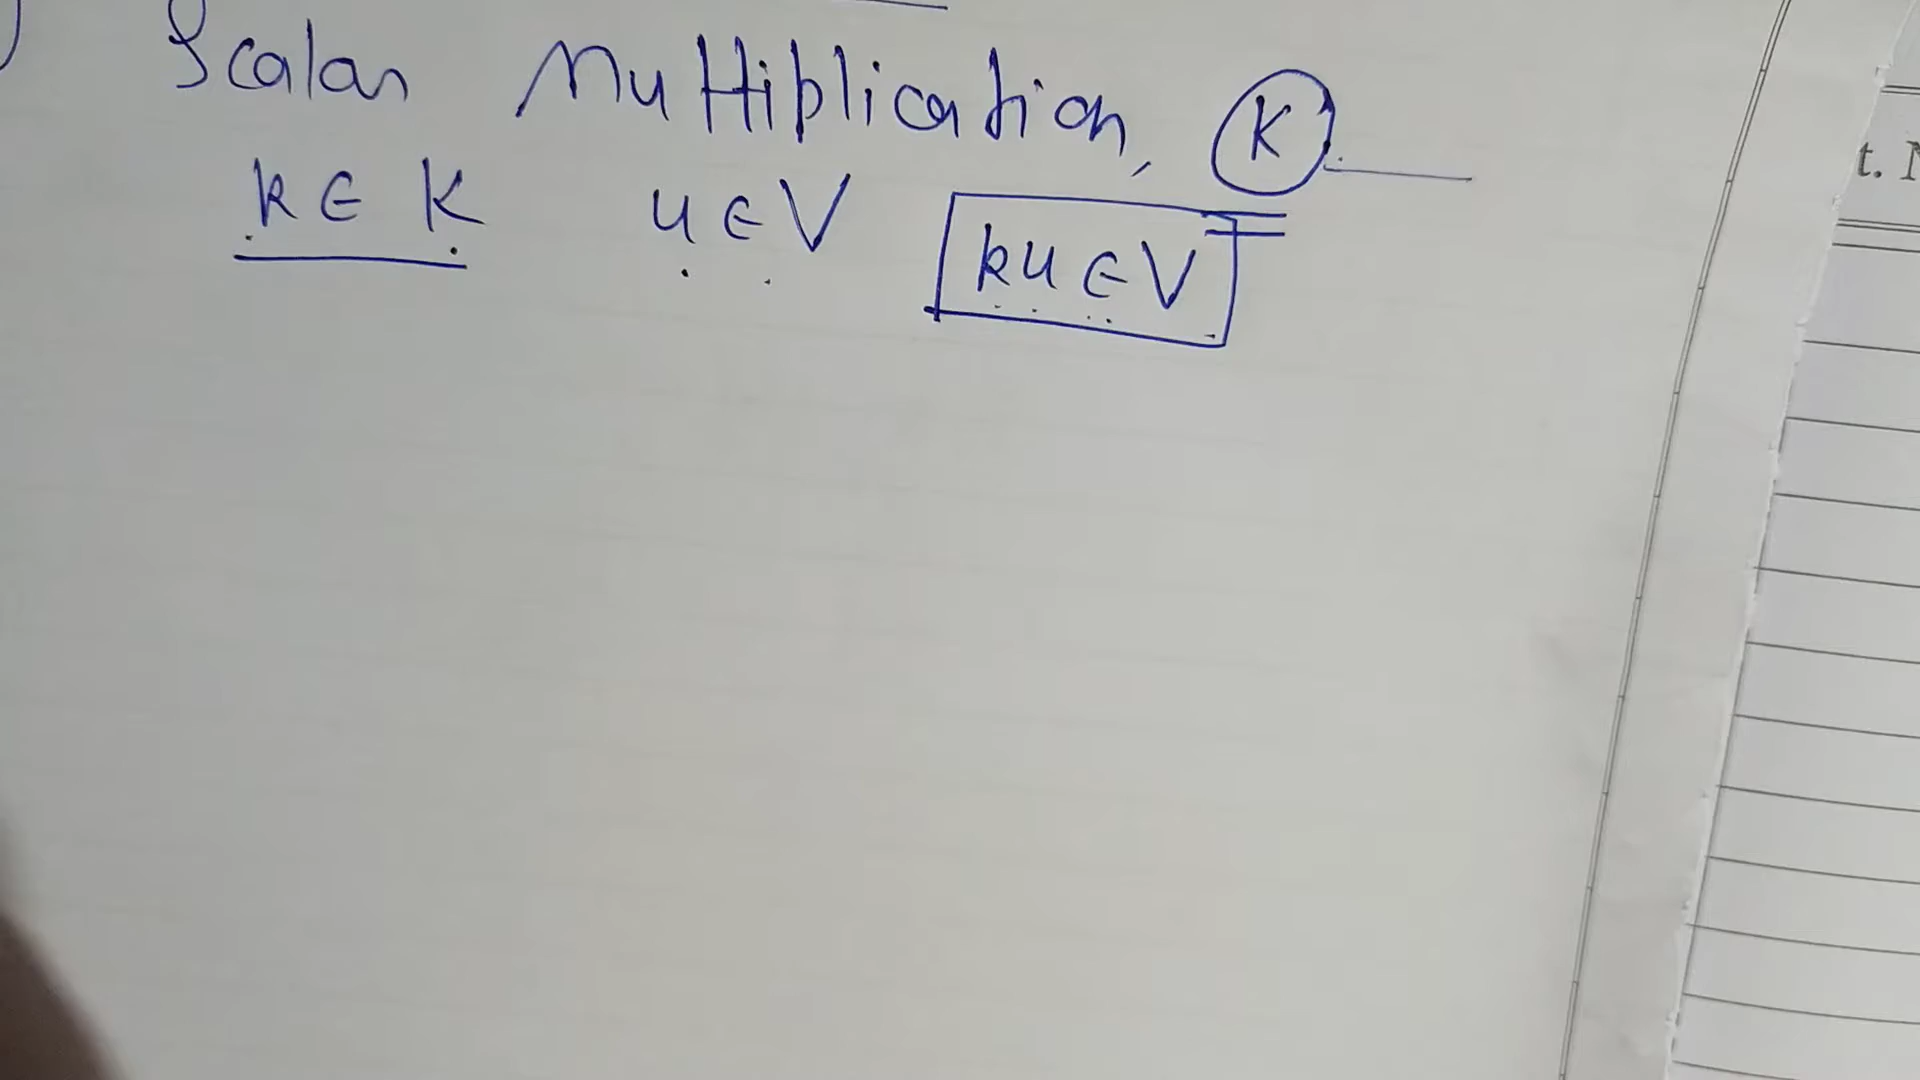 Scalar Multiplication, K
k ∈ K u ∈ V ku ∈ V
t.